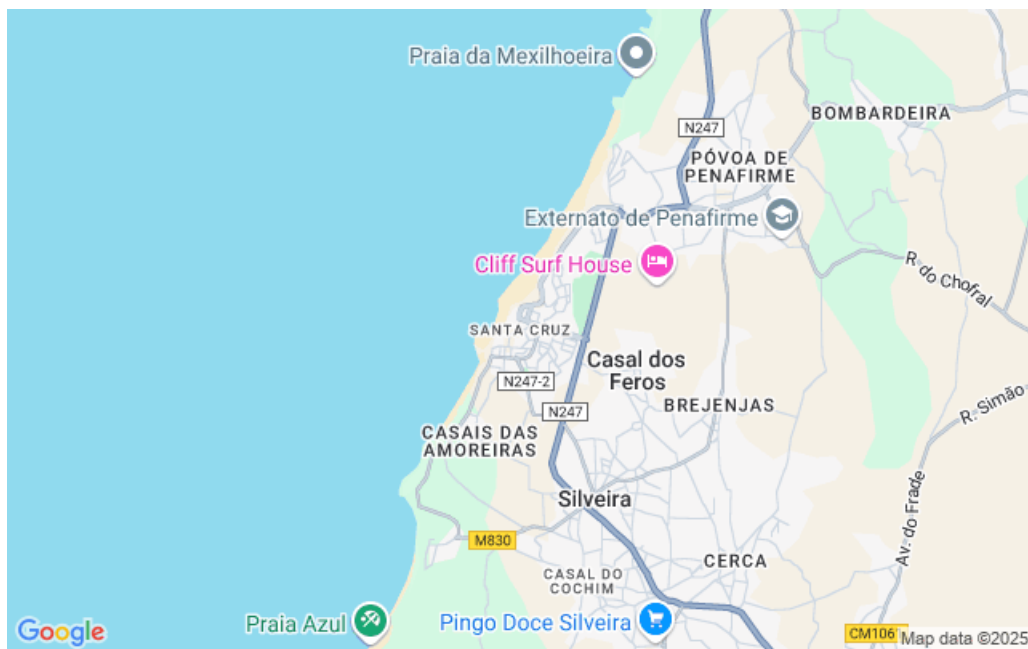 Praia da Mexilhoeira
BOMBARDEIRA
N247
PÓVOA DE
PENAFIRME
Externato de Penafirme
Cliff Surf House
R. do Chofral
SANTA CRUZ
Casal dos
Feros
N247-2
N247
BREJENJAS
R. Simão
CASAIS DAS
AMOREIRAS
Silveira
Av. do Frade
M830
CERCA
CASAL DO
COCHIM
Praia Azul
Pingo Doce Silveira
CM106
Google
Map data ©2025